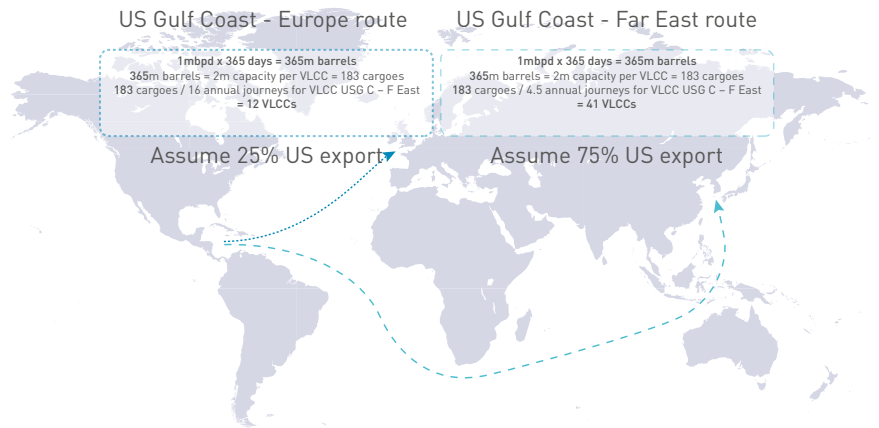 US Gulf Coast - Europe route
1mbpd x 365 days = 365m barrels
365m barrels = 2m capacity per VLCC = 183 cargoes
183 cargoes / 16 annual journeys for VLCC USG C – F East
= 12 VLCCs
Assume 25% US export
US Gulf Coast - Far East route
1mbpd x 365 days = 365m barrels
365m barrels = 2m capacity per VLCC = 183 cargoes
183 cargoes / 4.5 annual journeys for VLCC USG C – F East
= 41 VLCCs
Assume 75% US export